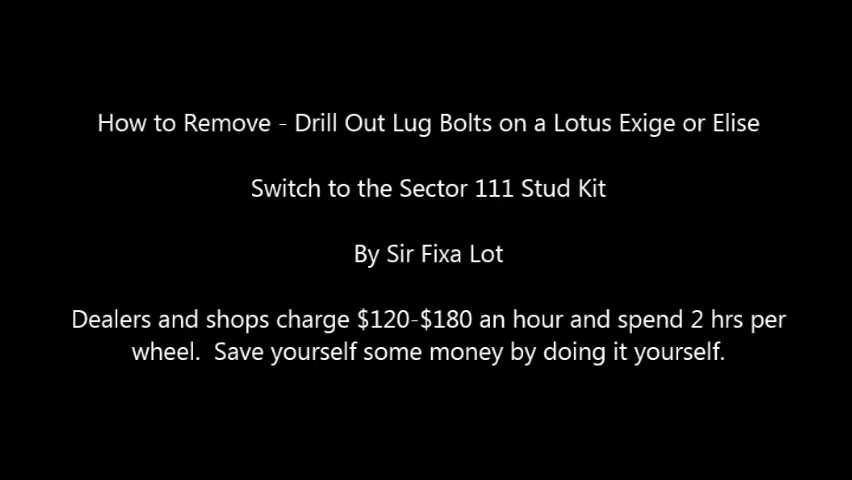 How to Remove - Drill Out Lug Bolts on a Lotus Exige or Elise
Switch to the Sector 111 Stud Kit
By Sir Fixa Lot
Dealers and shops charge $120-$180 an hour and spend 2 hrs per
wheel.  Save yourself some money by doing it yourself.